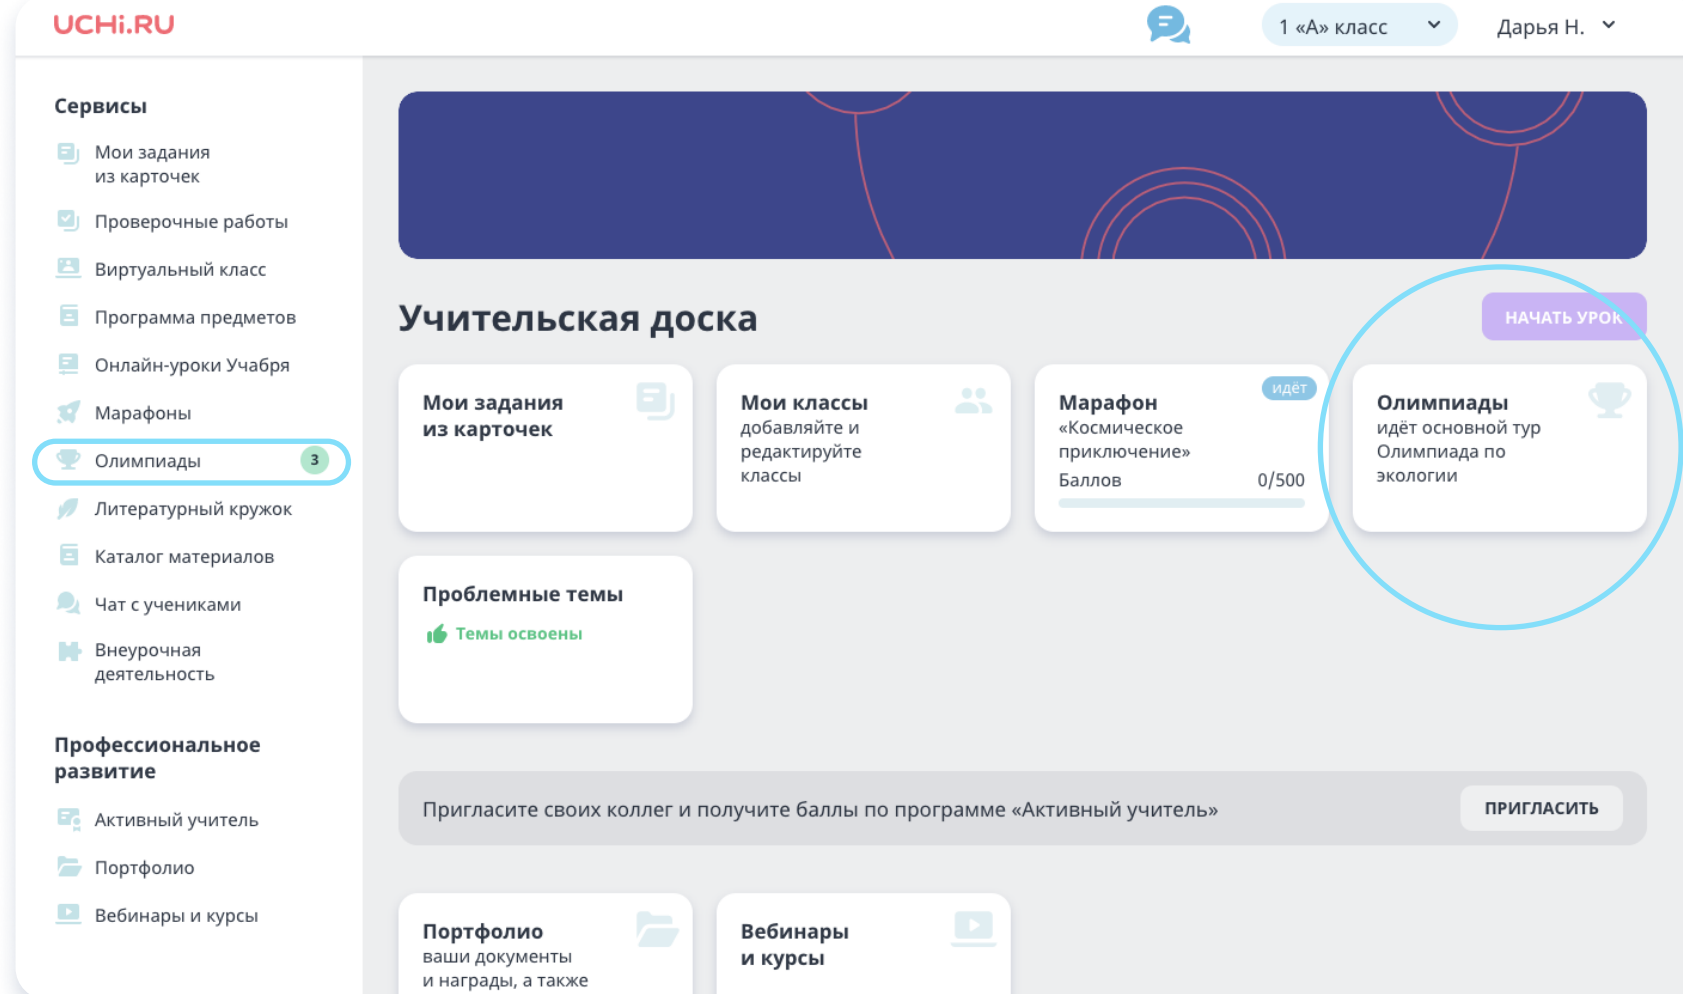 UCHi.RU
1 «А» класс
Дарья Н.
Сервисы
Мои задания
из карточек
Проверочные работы
Виртуальный класс
Программа предметов
Онлайн-уроки Учабря
Марафоны
Олимпиады 3
Литературный кружок
Каталог материалов
Чат с учениками
Внеурочная
деятельность
Профессиональное
развитие
Активный учитель
Портфолио
Вебинары и курсы
Учительская доска
НАЧАТЬ УРОК
Мои задания
из карточек
Мои классы
добавляйте и
редактируйте
классы
идёт
Марафон
«Космическое
приключение»
Баллов 0/500
Олимпиады
идёт основной тур
Олимпиада по
экологии
Проблемные темы
Темы освоены
Пригласите своих коллег и получите баллы по программе «Активный учитель»
ПРИГЛАСИТЬ
Портфолио
ваши документы
и награды, а также
Вебинары
и курсы